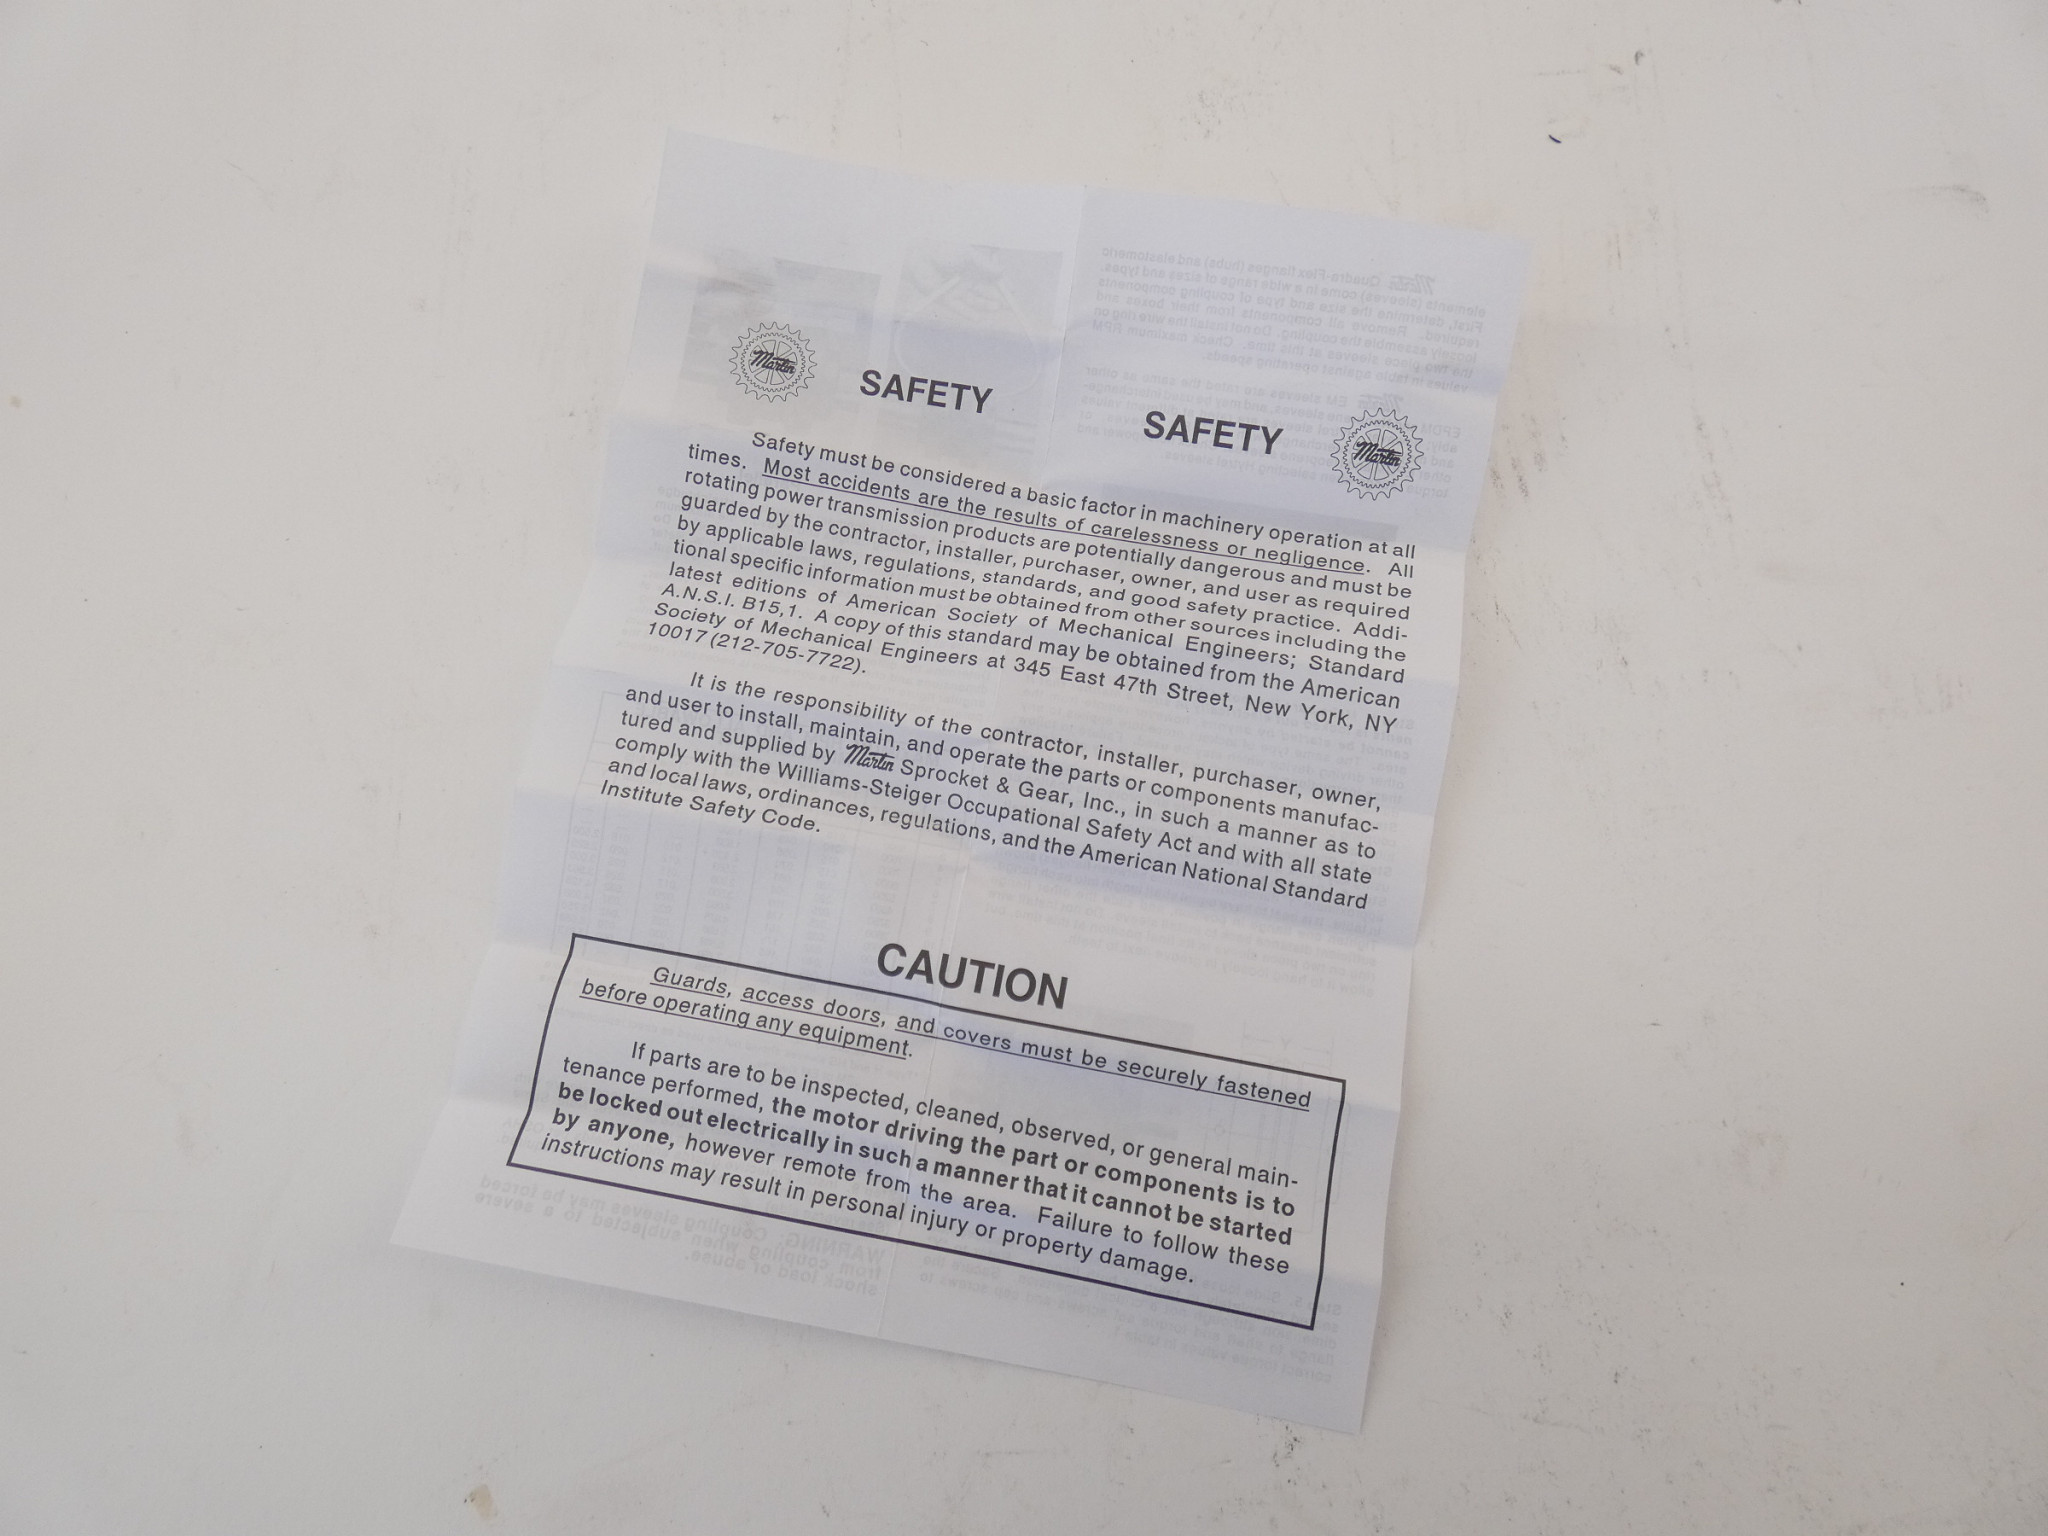 Martin SAFETY SAFETY Martin
Safety must be considered a basic factor in machinery operation at all
times. Most accidents are the results of carelessness or negligence. All
rotating power transmission products are potentially dangerous and must be
guarded by the contractor, installer, purchaser, owner, and user as required
by applicable laws, regulations, standards, and good safety practice. Addi-
tional specific information must be obtained from other sources including the
latest editions of American Society of Mechanical Engineers; Standard
A.N.S.I. B15,1. A copy of this standard may be obtained from the American
Society of Mechanical Engineers at 345 East 47th Street, New York, NY
10017 (212-705-7722).
It is the responsibility of the contractor, installer, purchaser, owner,
and user to install, maintain, and operate the parts or components manufac-
tured and supplied by Martin Sprocket & Gear, Inc., in such a manner as to
comply with the Williams-Steiger Occupational Safety Act and with all state
and local laws, ordinances, regulations, and the American National Standard
Institute Safety Code.
CAUTION
Guards, access doors, and covers must be securely fastened
before operating any equipment.
If parts are to be inspected, cleaned, observed, or general main-
tenance performed, the motor driving the part or components is to
be locked out electrically in such a manner that it cannot be started
by anyone, however remote from the area. Failure to follow these
instructions may result in personal injury or property damage.